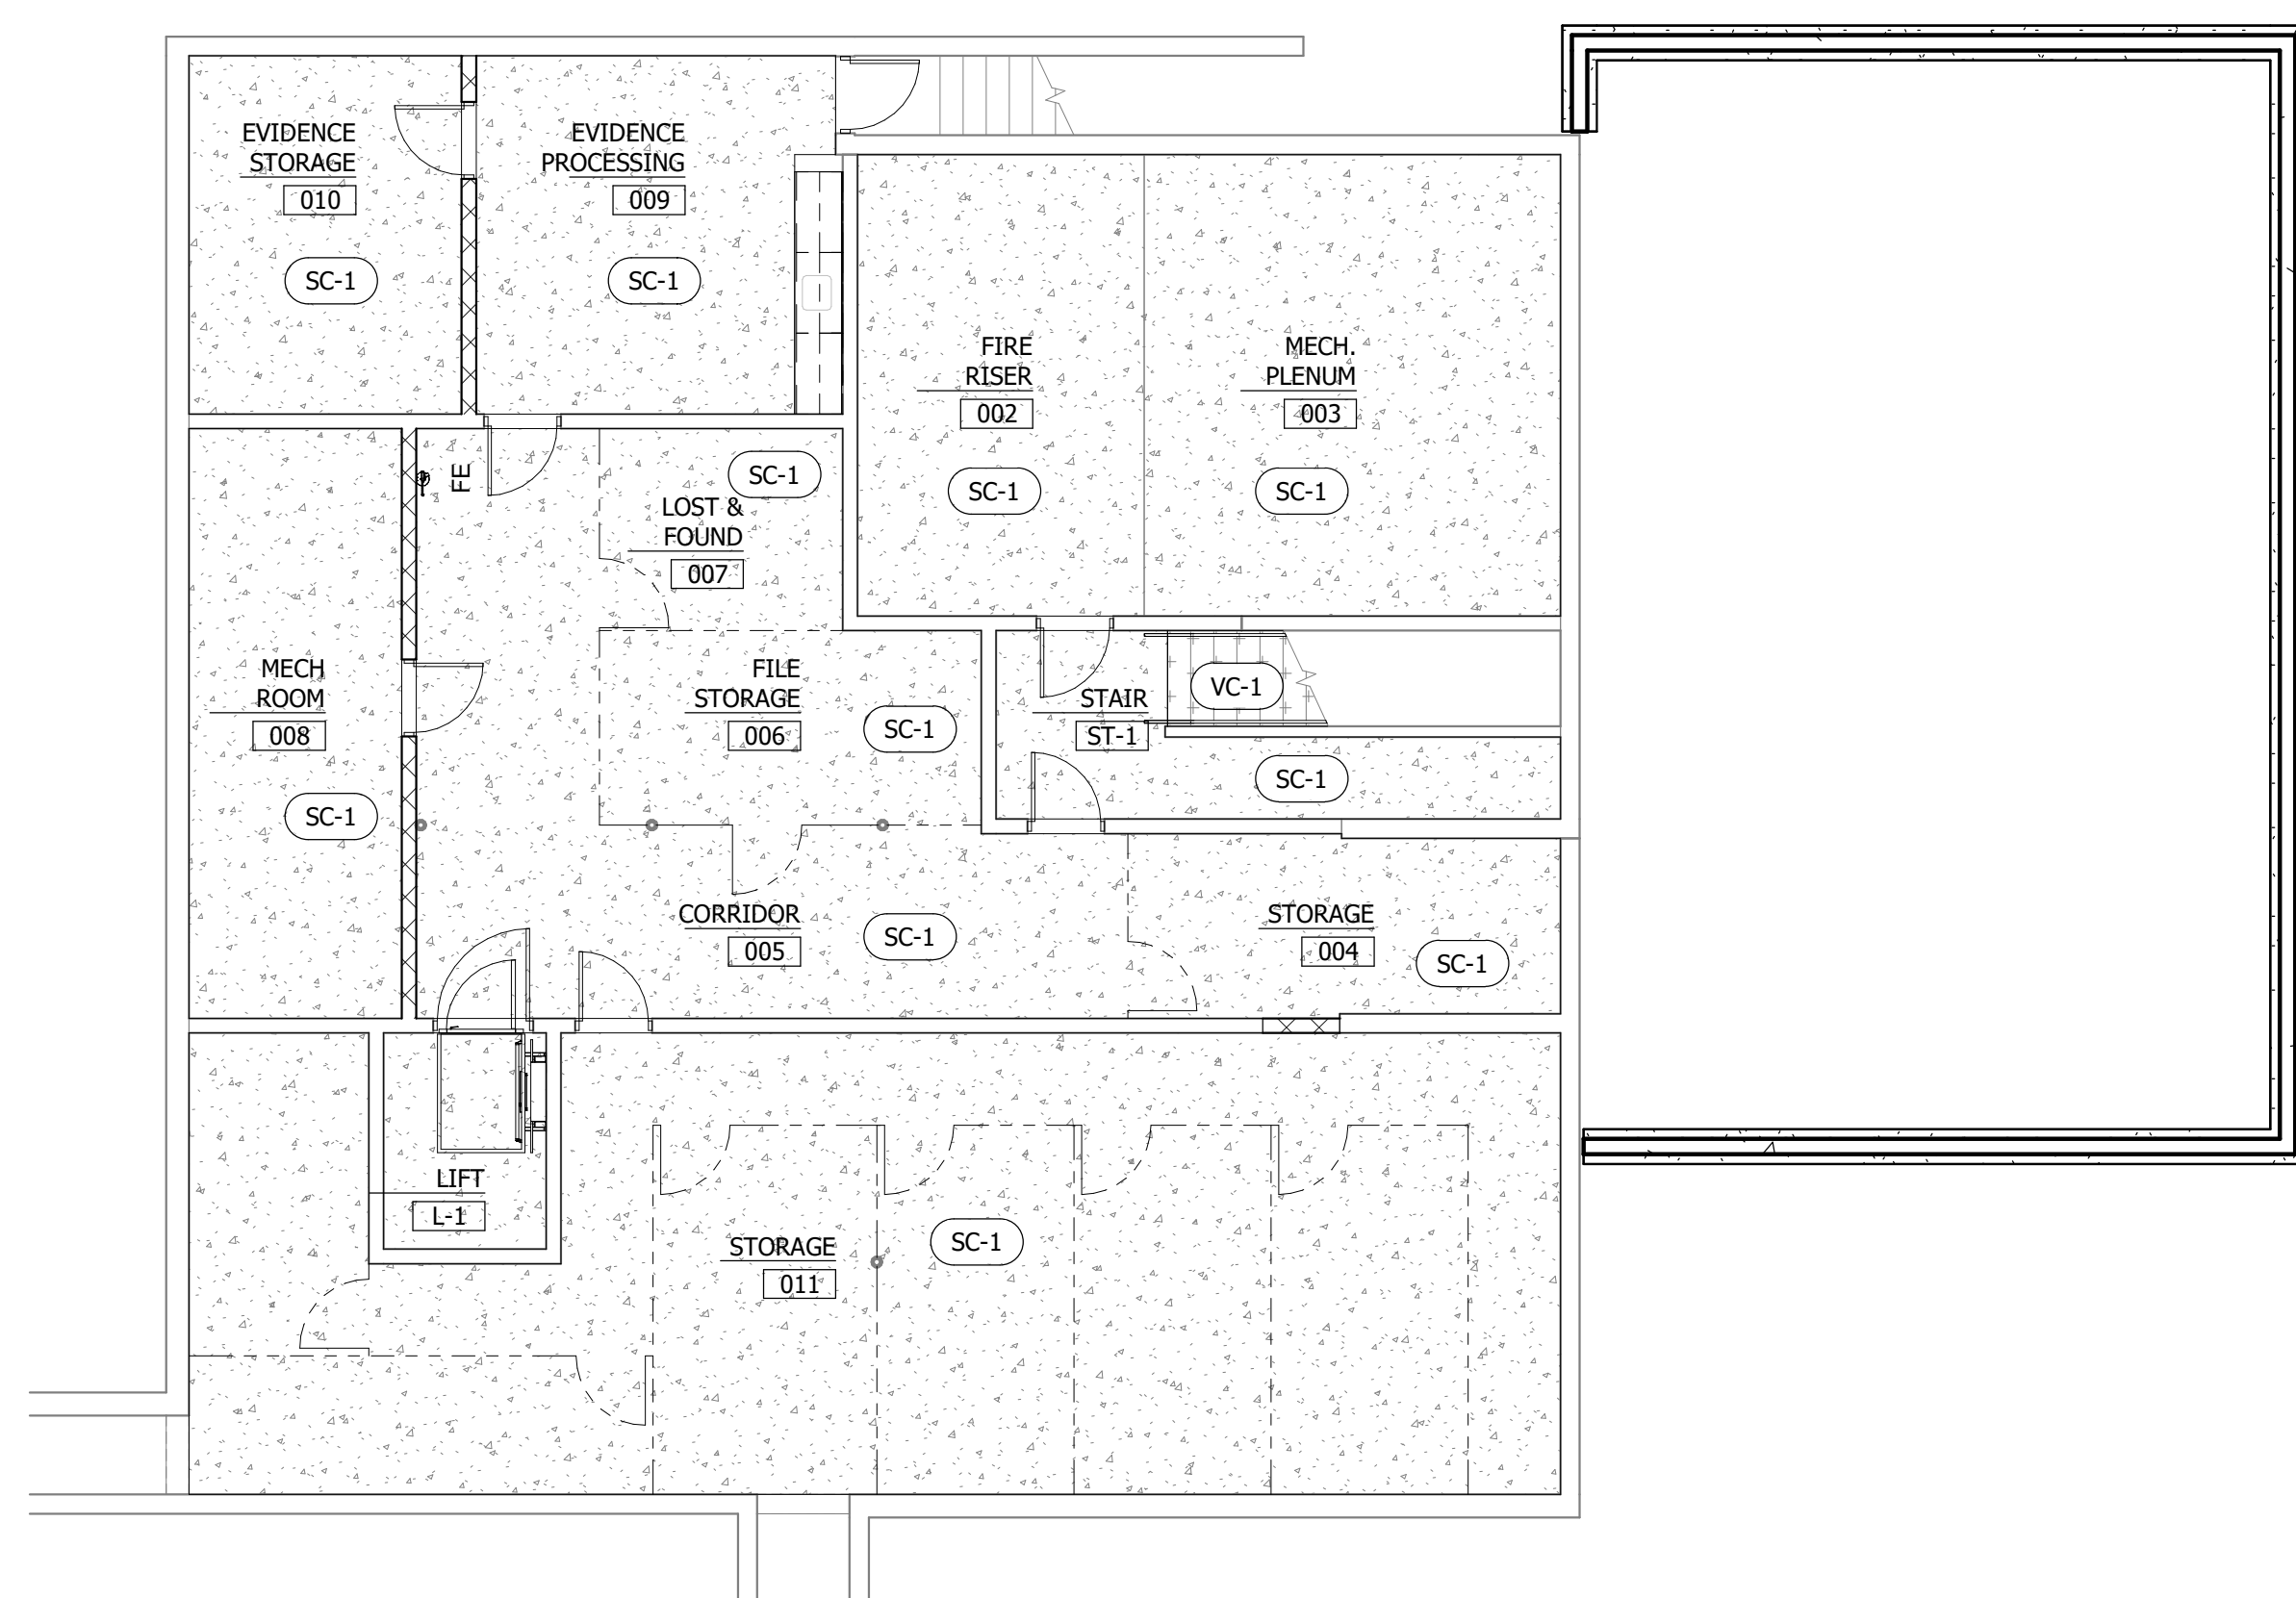 EVIDENCE
STORAGE
010
SC-1
EVIDENCE
PROCESSING
009
SC-1
FIRE
RISER
002
SC-1
MECH.
PLENUM
003
SC-1
FE
SC-1
LOST &
FOUND
007
MECH
ROOM
008
SC-1
FILE
STORAGE
006
SC-1
STAIR
ST-1
VC-1
SC-1
CORRIDOR
005
SC-1
STORAGE
004
SC-1
LIFT
L-1
STORAGE
011
SC-1